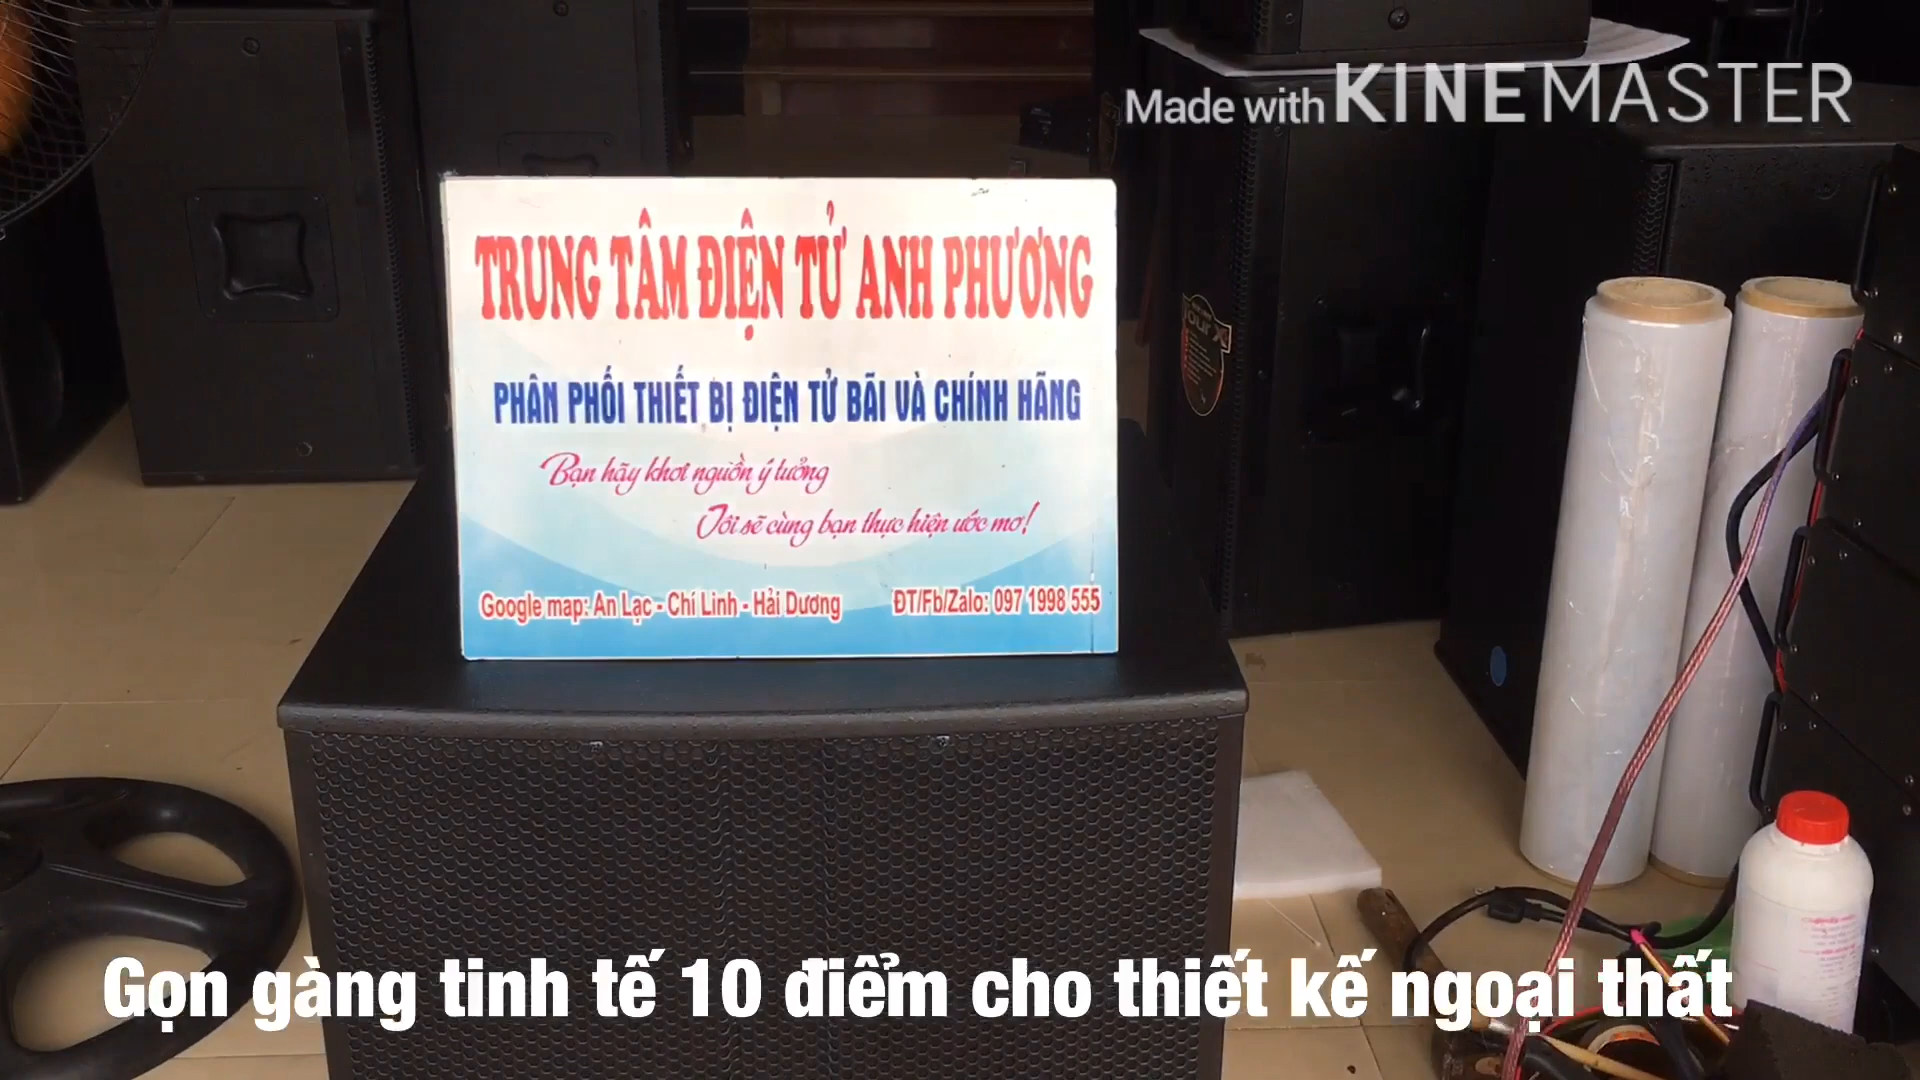 Made with KINEMASTER
TRUNG TÂM ĐIỆN TỬ ANH PHƯƠNG
PHÂN PHỐI THIẾT BỊ ĐIỆN TỬ BÃI VÀ CHÍNH HÃNG
Bạn hãy khơi nguồn ý tưởng
Tôi sẽ cùng bạn thực hiện ước mơ!
Google map: An Lạc - Chí Linh - Hải Dương
ĐT/Fb/Zalo: 097 1998 555
Gọn gàng tinh tế 10 điểm cho thiết kế ngoại thất